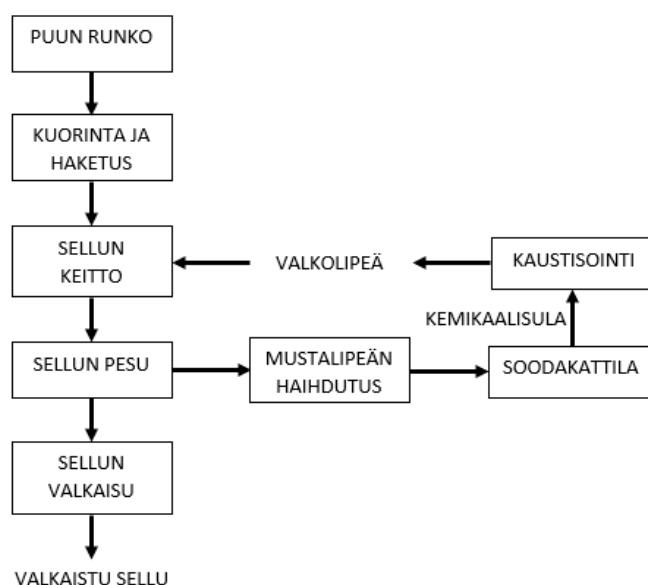 PUUN RUNKO
KUORINTA JA
HAKETUS
SELLUN
KEITTO
VALKOLIPEÄ
KAUSTISOINTI
KEMIKAALISULA
SELLUN PESU
MUSTALIPEÄN
HAIHDUTUS
SOODAKATTILA
SELLUN
VALKAISU
VALKAISTU SELLU